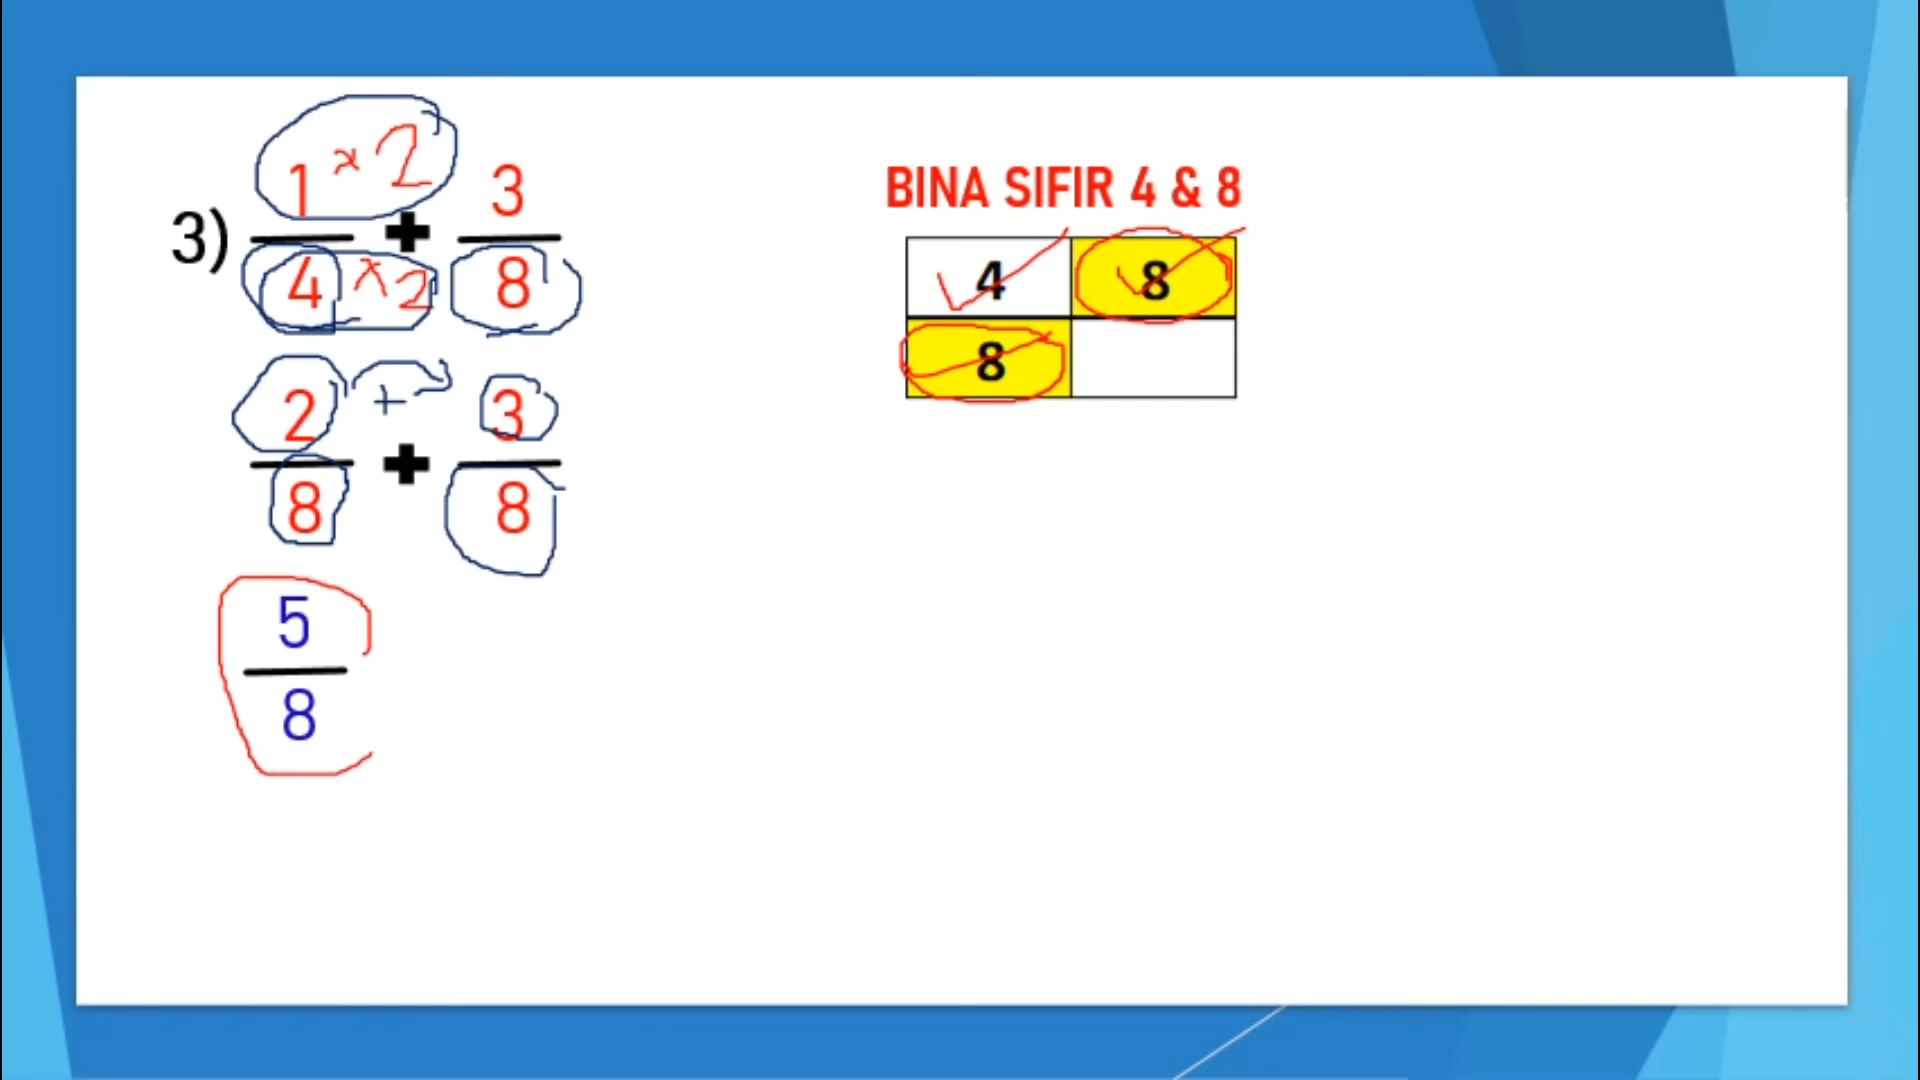 1 × 2 3
3) — + —
4 × 2 8
2 + 3
— + —
8 8
5
—
8
BINA SIFIR 4 & 8
4 8
8